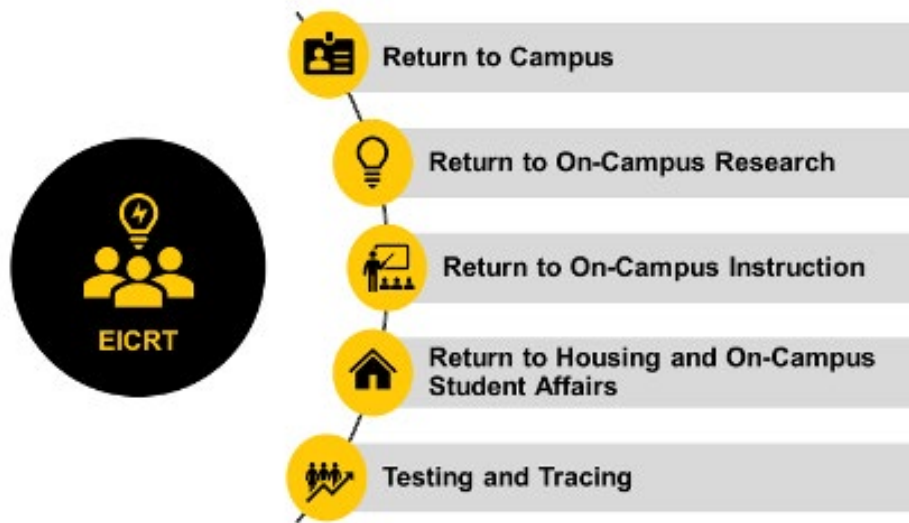 EICRT
Return to Campus
Return to On-Campus Research
Return to On-Campus Instruction
Return to Housing and On-Campus
Student Affairs
Testing and Tracing